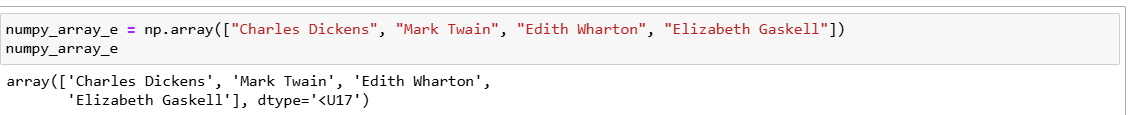 numpy_array_e = np.array(["Charles Dickens", "Mark Twain", "Edith Wharton", "Elizabeth Gaskell"])
numpy_array_e
array(['Charles Dickens', 'Mark Twain', 'Edith Wharton',
       'Elizabeth Gaskell'], dtype='<U17')